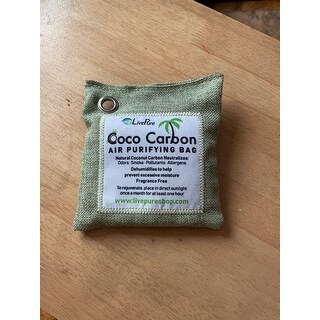 LivePure
Coco Carbon
AIR PURIFYING BAG
Natural Coconut Carbon Neutralizes:
Odors · Smoke · Pollutants · Allergens
Dehumidifies to help
prevent excessive moisture
Fragrance Free
To rejuvenate, place in direct sunlight
once a month for at least one hour
www.livepureshop.com